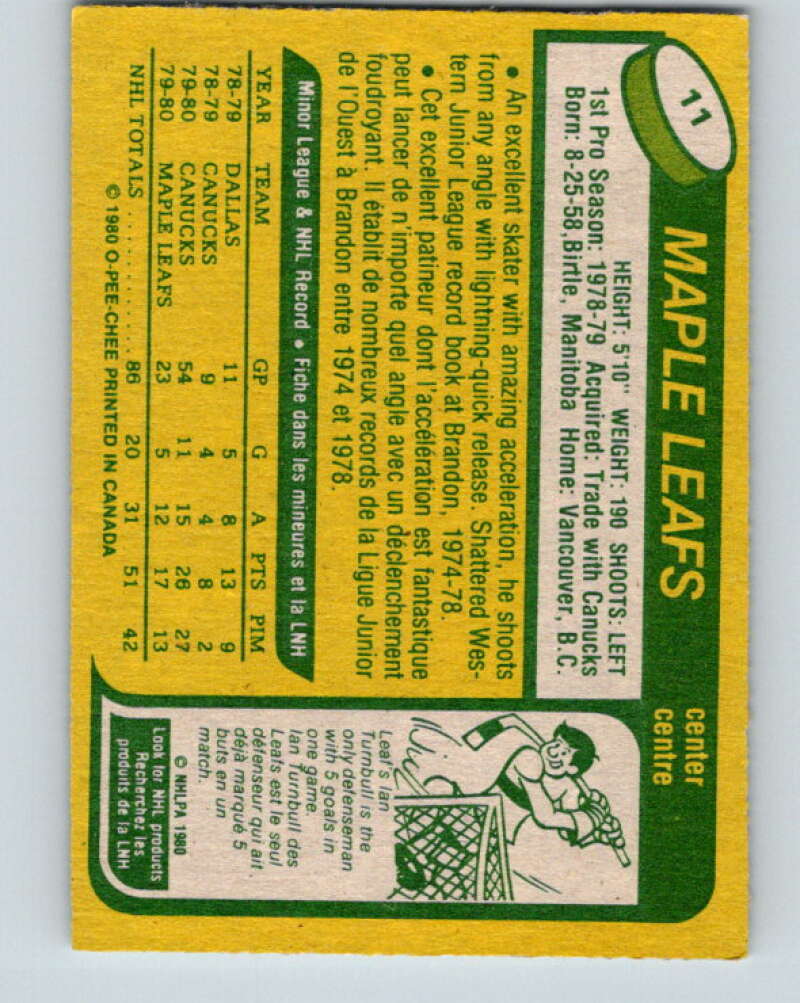 11
MAPLE LEAFS
center
centre
HEIGHT: 5'10" WEIGHT: 190 SHOOTS: LEFT
1st Pro Season: 1978-79 Acquired: Trade with Canucks
Born: 8-25-58, Birtle, Manitoba Home: Vancouver, B.C.
• An excellent skater with amazing acceleration, he shoots
from any angle with lightning-quick release. Shattered Wes-
tern Junior League record book at Brandon, 1974-78.
• Cet excellent patineur dont l'accélération est fantastique
peut lancer de n'importe quel angle avec un déclenchement
foudroyant. Il établit de nombreux records de la Ligue Junior
de l'Ouest à Brandon entre 1974 et 1978.
Minor League & NHL Record • Fiche dans les mineures et la LNH
YEAR TEAM GP G A PTS PIM
78-79 DALLAS 11 5 8 13 9
78-79 CANUCKS 9 4 4 8 2
79-80 CANUCKS 54 11 15 26 27
79-80 MAPLE LEAFS 23 5 12 17 13
NHL TOTALS . . . . . . . . . . . . 86 20 31 51 42
© 1980 O-PEE-CHEE PRINTED IN CANADA
Leaf's Ian
Turnbull is the
only defenseman
with 5 goals in
one game.
Ian Turnbull des
Leafs est le seul
défenseur qui ait
déjà marqué 5
buts en un
match.
© NHLPA 1980
Look for NHL products
Recherchez les
produits de la LNH